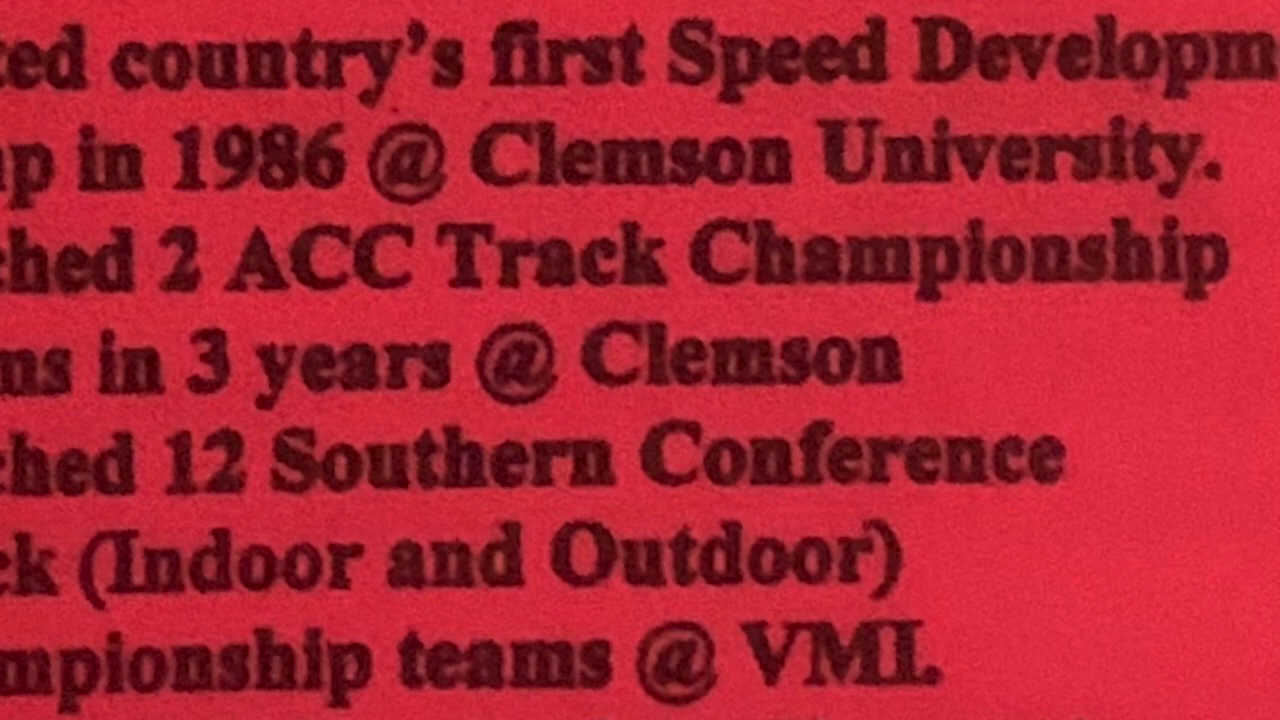 ted country's first Speed Developm
p in 1986 @ Clemson University.
ched 2 ACC Track Championship
ms in 3 years @ Clemson
ched 12 Southern Conference
ck (Indoor and Outdoor)
mpionship teams @ VMI.